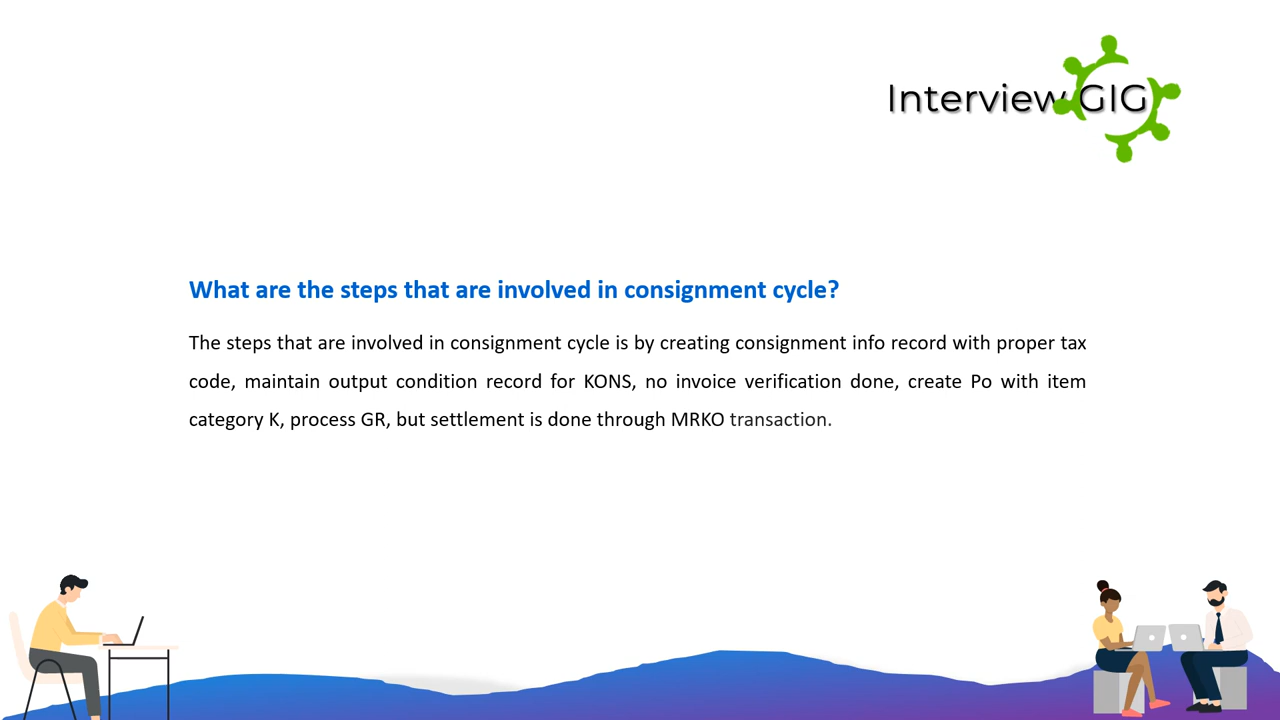 Interview GIG
What are the steps that are involved in consignment cycle?
The steps that are involved in consignment cycle is by creating consignment info record with proper tax
code, maintain output condition record for KONS, no invoice verification done, create Po with item
category K, process GR, but settlement is done through MRKO transaction.